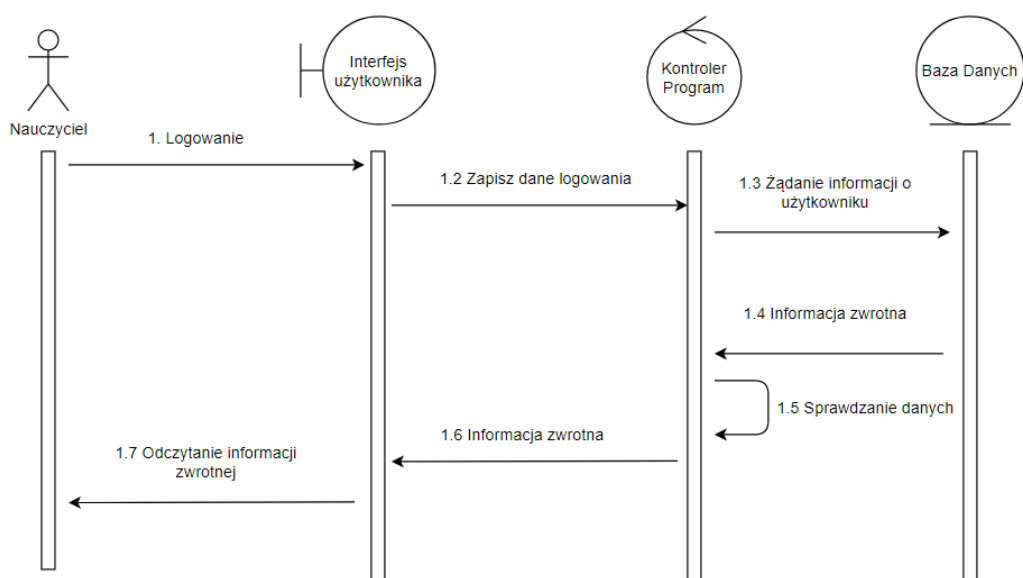 Nauczyciel
Interfejs
użytkownika
Kontroler
Program
Baza Danych
1. Logowanie
1.2 Zapisz dane logowania
1.3 Żądanie informacji o
użytkowniku
1.4 Informacja zwrotna
1.5 Sprawdzanie danych
1.6 Informacja zwrotna
1.7 Odczytanie informacji
zwrotnej